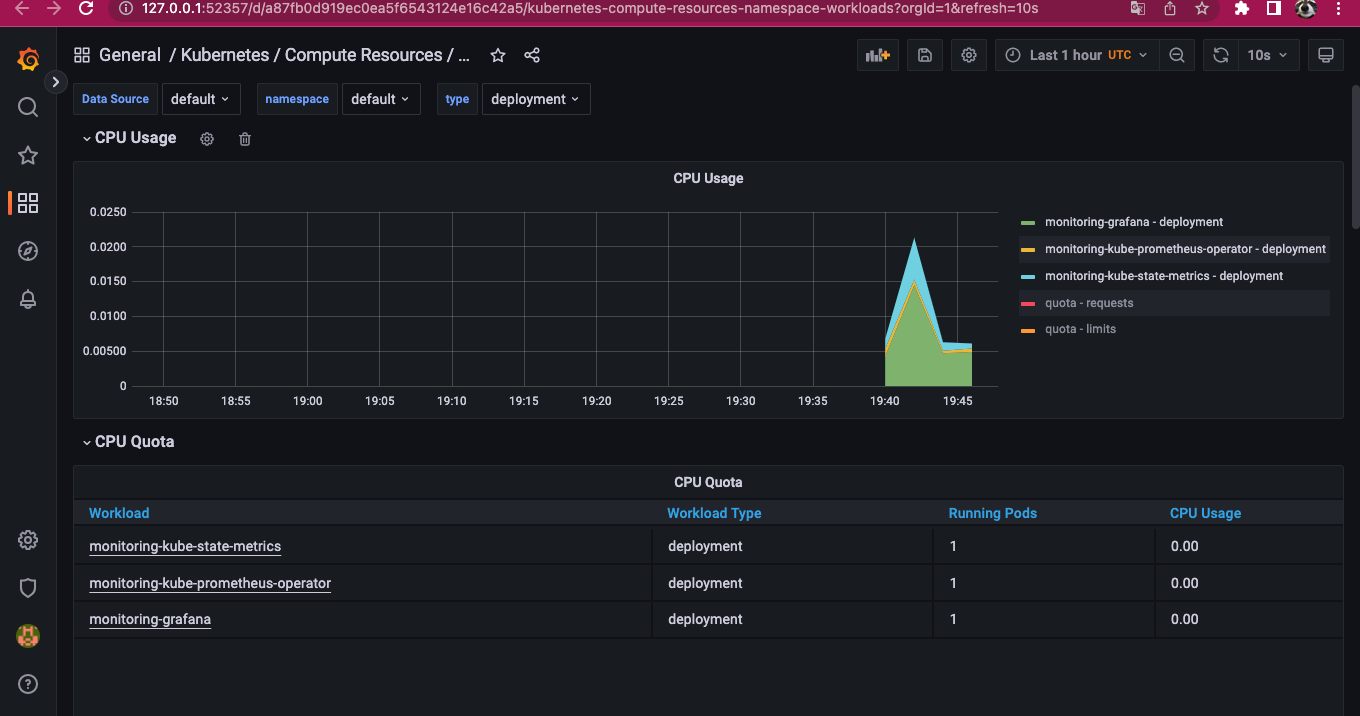 127.0.0.1:52357/d/a87fb0d919ec0ea5f6543124e16c42a5/kubernetes-compute-resources-namespace-workloads?orgId=1&refresh=10s
General / Kubernetes / Compute Resources / ...
Last 1 hour UTC
10s
Data Source default namespace default type deployment
CPU Usage
CPU Usage
0.0250
0.0200
0.0150
0.0100
0.00500
0
18:50 18:55 19:00 19:05 19:10 19:15 19:20 19:25 19:30 19:35 19:40 19:45
monitoring-grafana - deployment
monitoring-kube-prometheus-operator - deployment
monitoring-kube-state-metrics - deployment
quota - requests
quota - limits
CPU Quota
CPU Quota
Workload Workload Type Running Pods CPU Usage
monitoring-kube-state-metrics deployment 1 0.00
monitoring-kube-prometheus-operator deployment 1 0.00
monitoring-grafana deployment 1 0.00